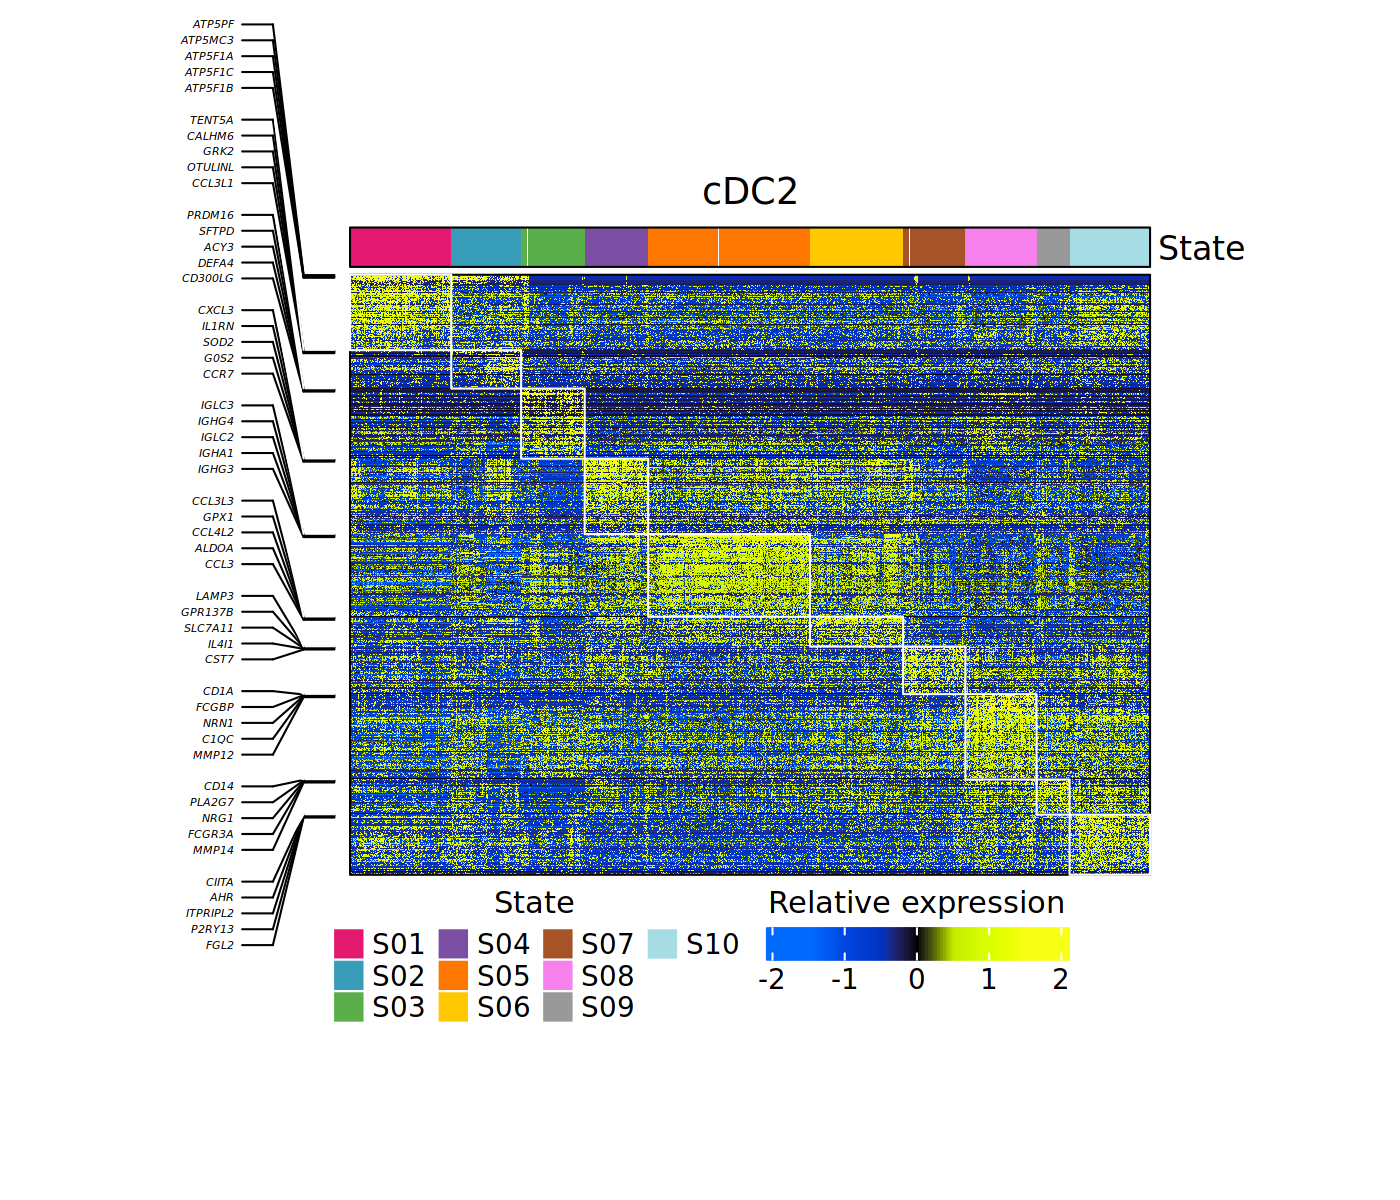 ATP5PF
ATP5MC3
ATP5F1A
ATP5F1C
ATP5F1B
TENT5A
CALHM6
GRK2
OTULINL
CCL3L1
PRDM16
SFTPD
ACY3
DEFA4
CD300LG
CXCL3
IL1RN
SOD2
G0S2
CCR7
IGLC3
IGHG4
IGLC2
IGHA1
IGHG3
CCL3L3
GPX1
CCL4L2
ALDOA
CCL3
LAMP3
GPR137B
SLC7A11
IL4I1
CST7
CD1A
FCGBP
NRN1
C1QC
MMP12
CD14
PLA2G7
NRG1
FCGR3A
MMP14
CIITA
AHR
ITPRIPL2
P2RY13
FGL2
cDC2
State
State
S01 S04 S07 S10
S02 S05 S08
S03 S06 S09
Relative expression
-2 -1 0 1 2